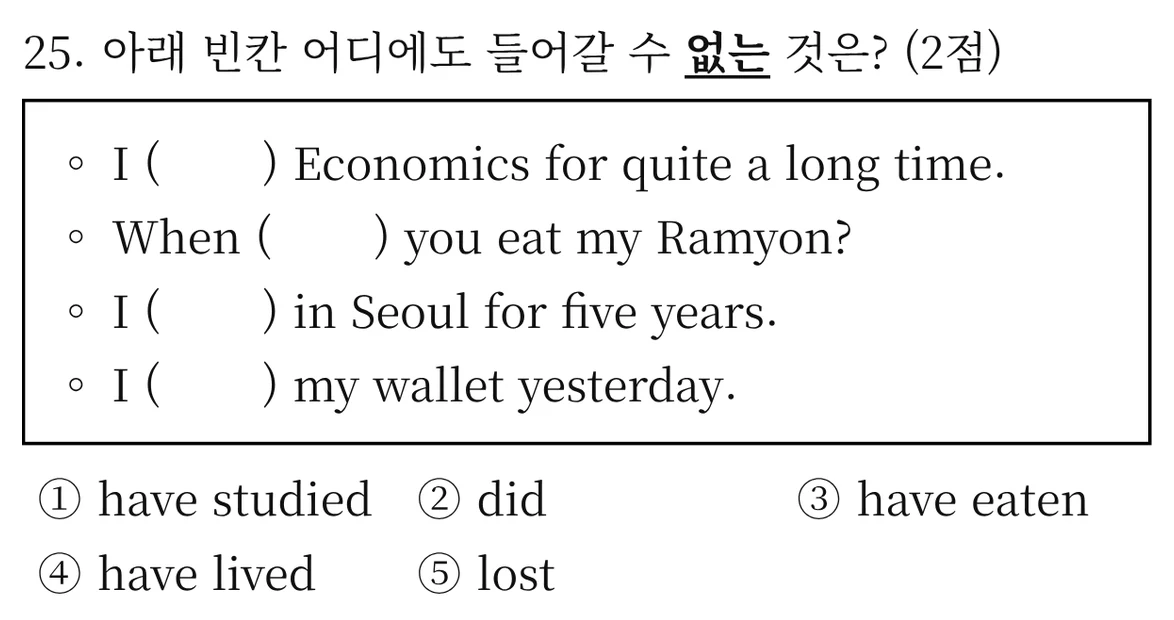 25. 아래 빈칸 어디에도 들어갈 수 없는 것은? (2점)
◦ I (          ) Economics for quite a long time.
◦ When (          ) you eat my Ramyon?
◦ I (          ) in Seoul for five years.
◦ I (          ) my wallet yesterday.
① have studied ② did ③ have eaten
④ have lived ⑤ lost